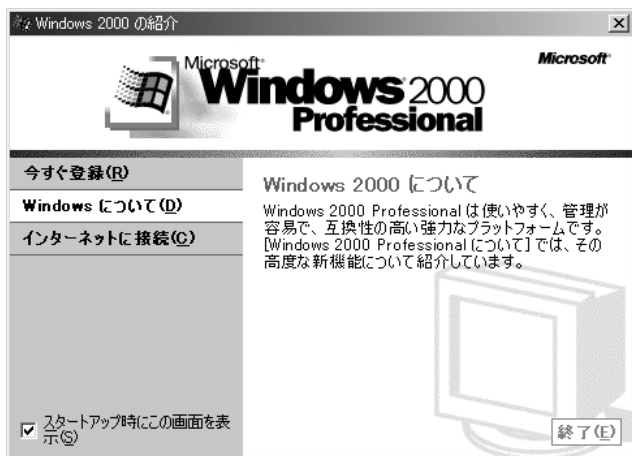 Windows 2000 の紹介
Microsoft
Windows 2000
Professional
Microsoft
今すぐ登録(R)
Windows について(D)
インターネットに接続(C)
スタートアップ時にこの画面を表
示(S)
Windows 2000 について
Windows 2000 Professional は使いやすく、管理が
容易で、互換性の高い強力なプラットフォームです。
[Windows 2000 Professional について] では、その
高度な新機能について紹介しています。
終了(E)